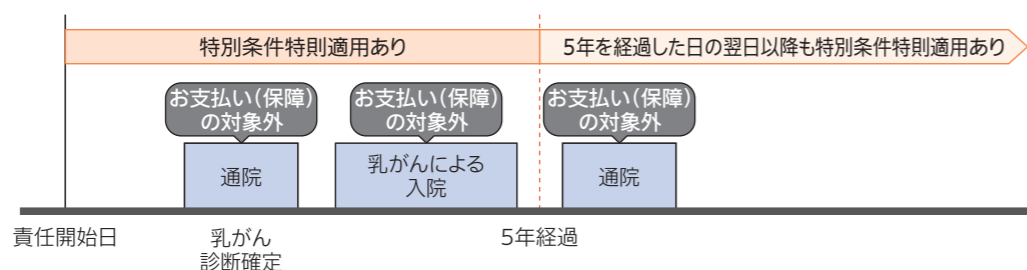 特別条件特則適用あり
5年を経過した日の翌日以降も特別条件特則適用あり
お支払い(保障)
の対象外
お支払い(保障)
の対象外
お支払い(保障)
の対象外
通院
乳がんによる
入院
通院
責任開始日
乳がん
診断確定
5年経過